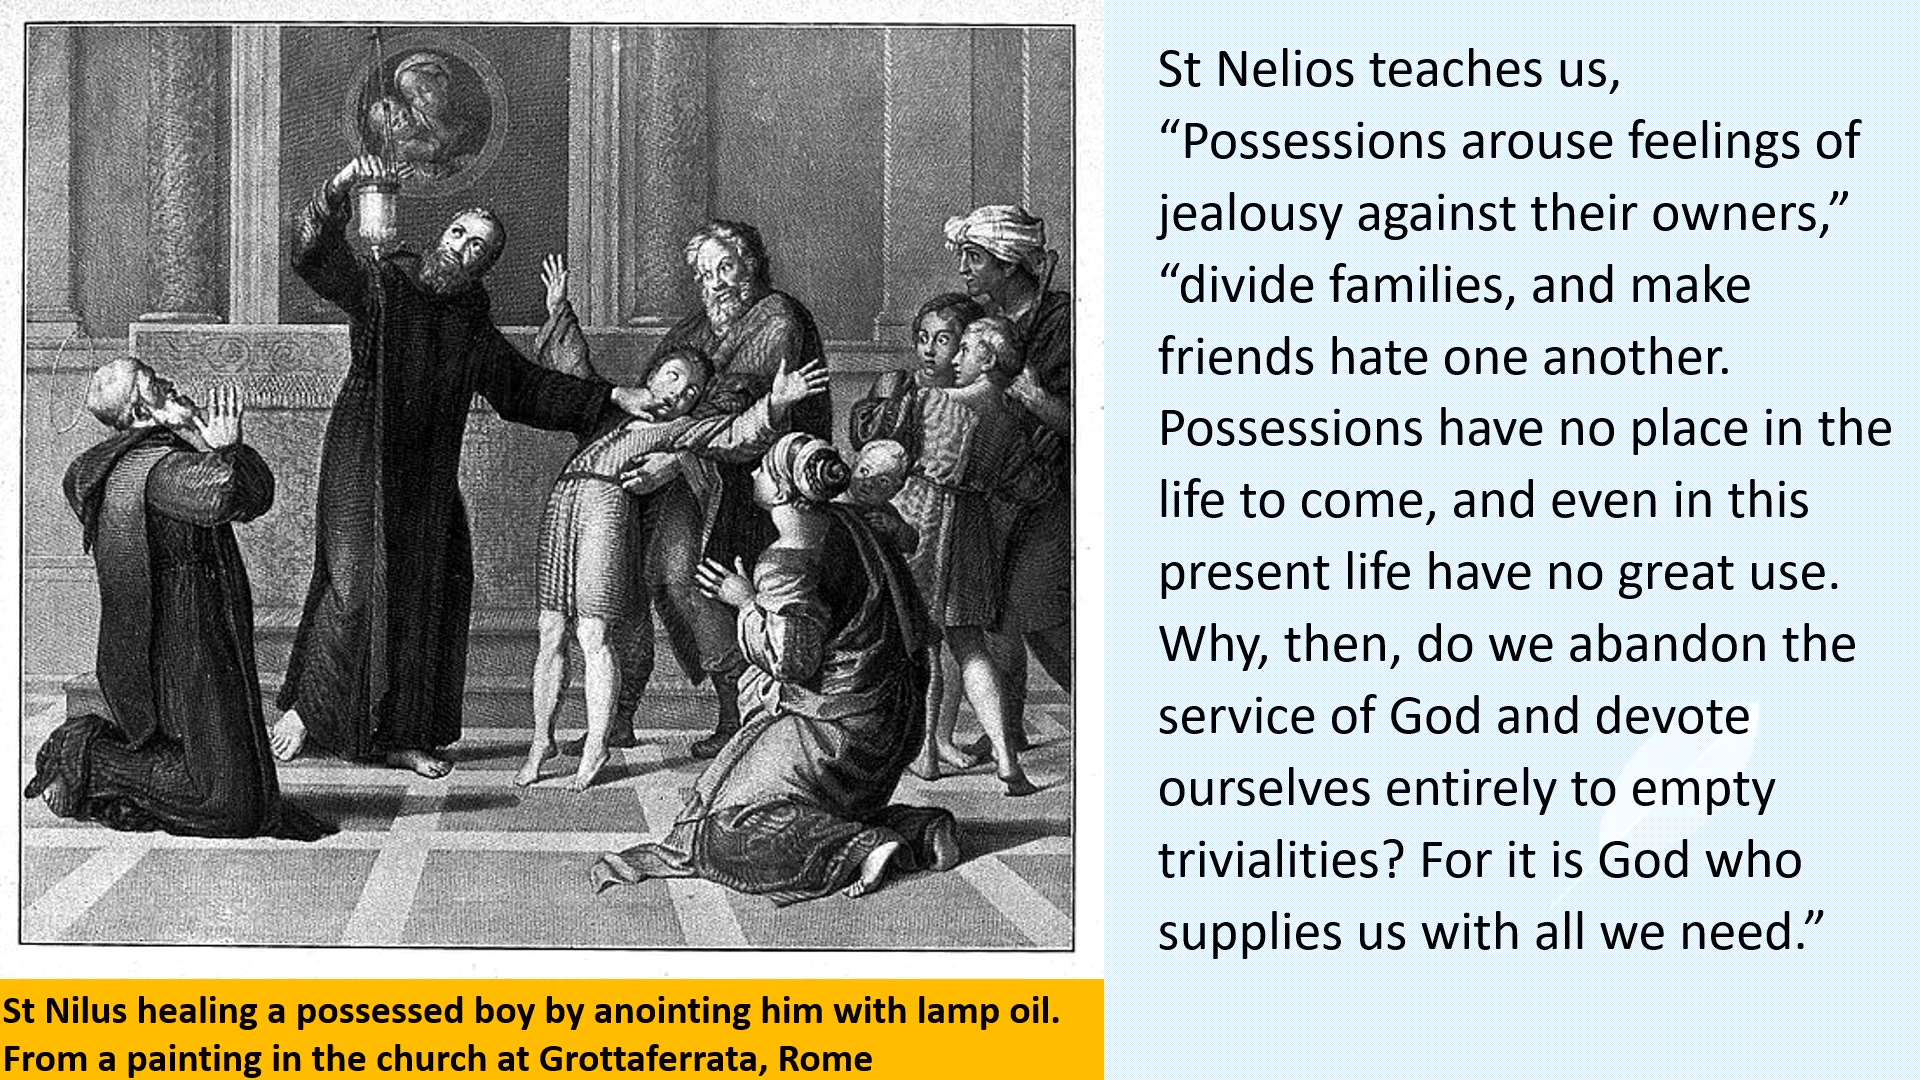 St Nelios teaches us,
“Possessions arouse feelings of
jealousy against their owners,”
“divide families, and make
friends hate one another.
Possessions have no place in the
life to come, and even in this
present life have no great use.
Why, then, do we abandon the
service of God and devote
ourselves entirely to empty
trivialities? For it is God who
supplies us with all we need.”
St Nilus healing a possessed boy by anointing him with lamp oil.
From a painting in the church at Grottaferrata, Rome